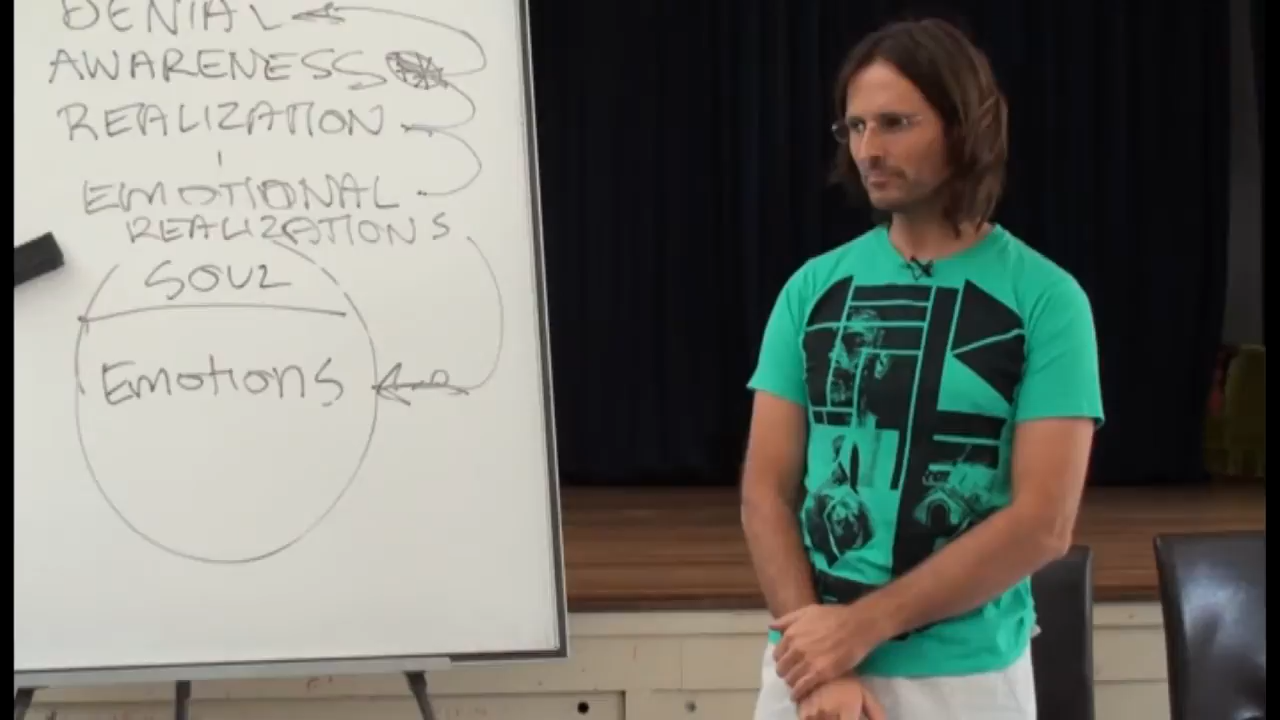 DENIAL
AWARENESS
REALIZATION
EMOTIONAL
REALIZATIONS
SOUL
Emotions